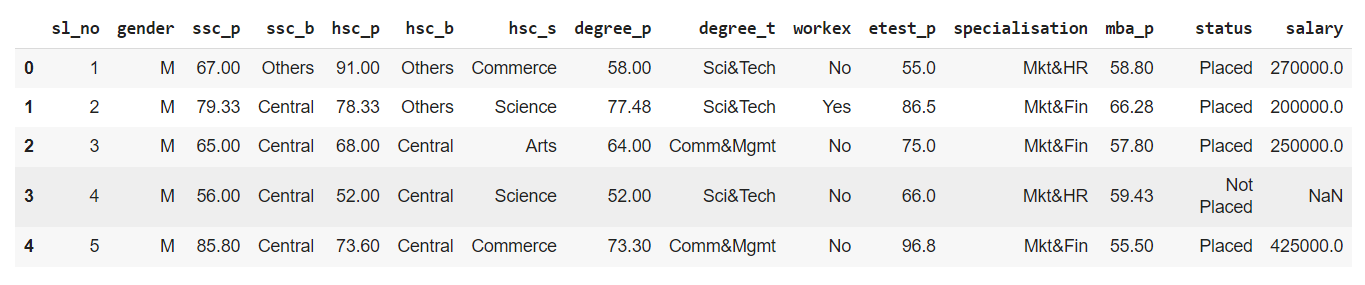 sl_no gender ssc_p ssc_b hsc_p hsc_b hsc_s degree_p degree_t workex etest_p specialisation mba_p status salary
0 1 M 67.00 Others 91.00 Others Commerce 58.00 Sci&Tech No 55.0 Mkt&HR 58.80 Placed 270000.0
1 2 M 79.33 Central 78.33 Others Science 77.48 Sci&Tech Yes 86.5 Mkt&Fin 66.28 Placed 200000.0
2 3 M 65.00 Central 68.00 Central Arts 64.00 Comm&Mgmt No 75.0 Mkt&Fin 57.80 Placed 250000.0
3 4 M 56.00 Central 52.00 Central Science 52.00 Sci&Tech No 66.0 Mkt&HR 59.43 Not Placed NaN
4 5 M 85.80 Central 73.60 Central Commerce 73.30 Comm&Mgmt No 96.8 Mkt&Fin 55.50 Placed 425000.0